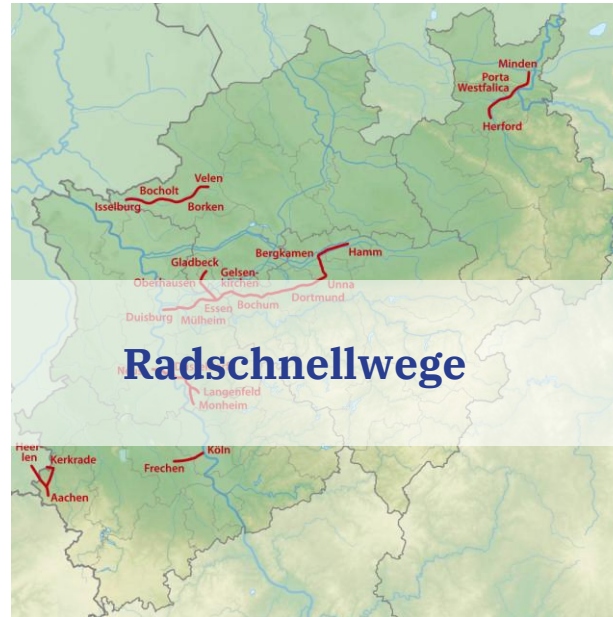 Minden
Porta
Westfalica
Herford
Velen
Bocholt
Isselburg
Borken
Bergkamen
Hamm
Gladbeck
Gelsen-
Oberhausen
kirchen
Unna
Dortmund
Essen
Bochum
Duisburg
Mülheim
Radschnellwege
Langenfeld
Monheim
Köln
Heer-
len
Kerkrade
Frechen
Aachen